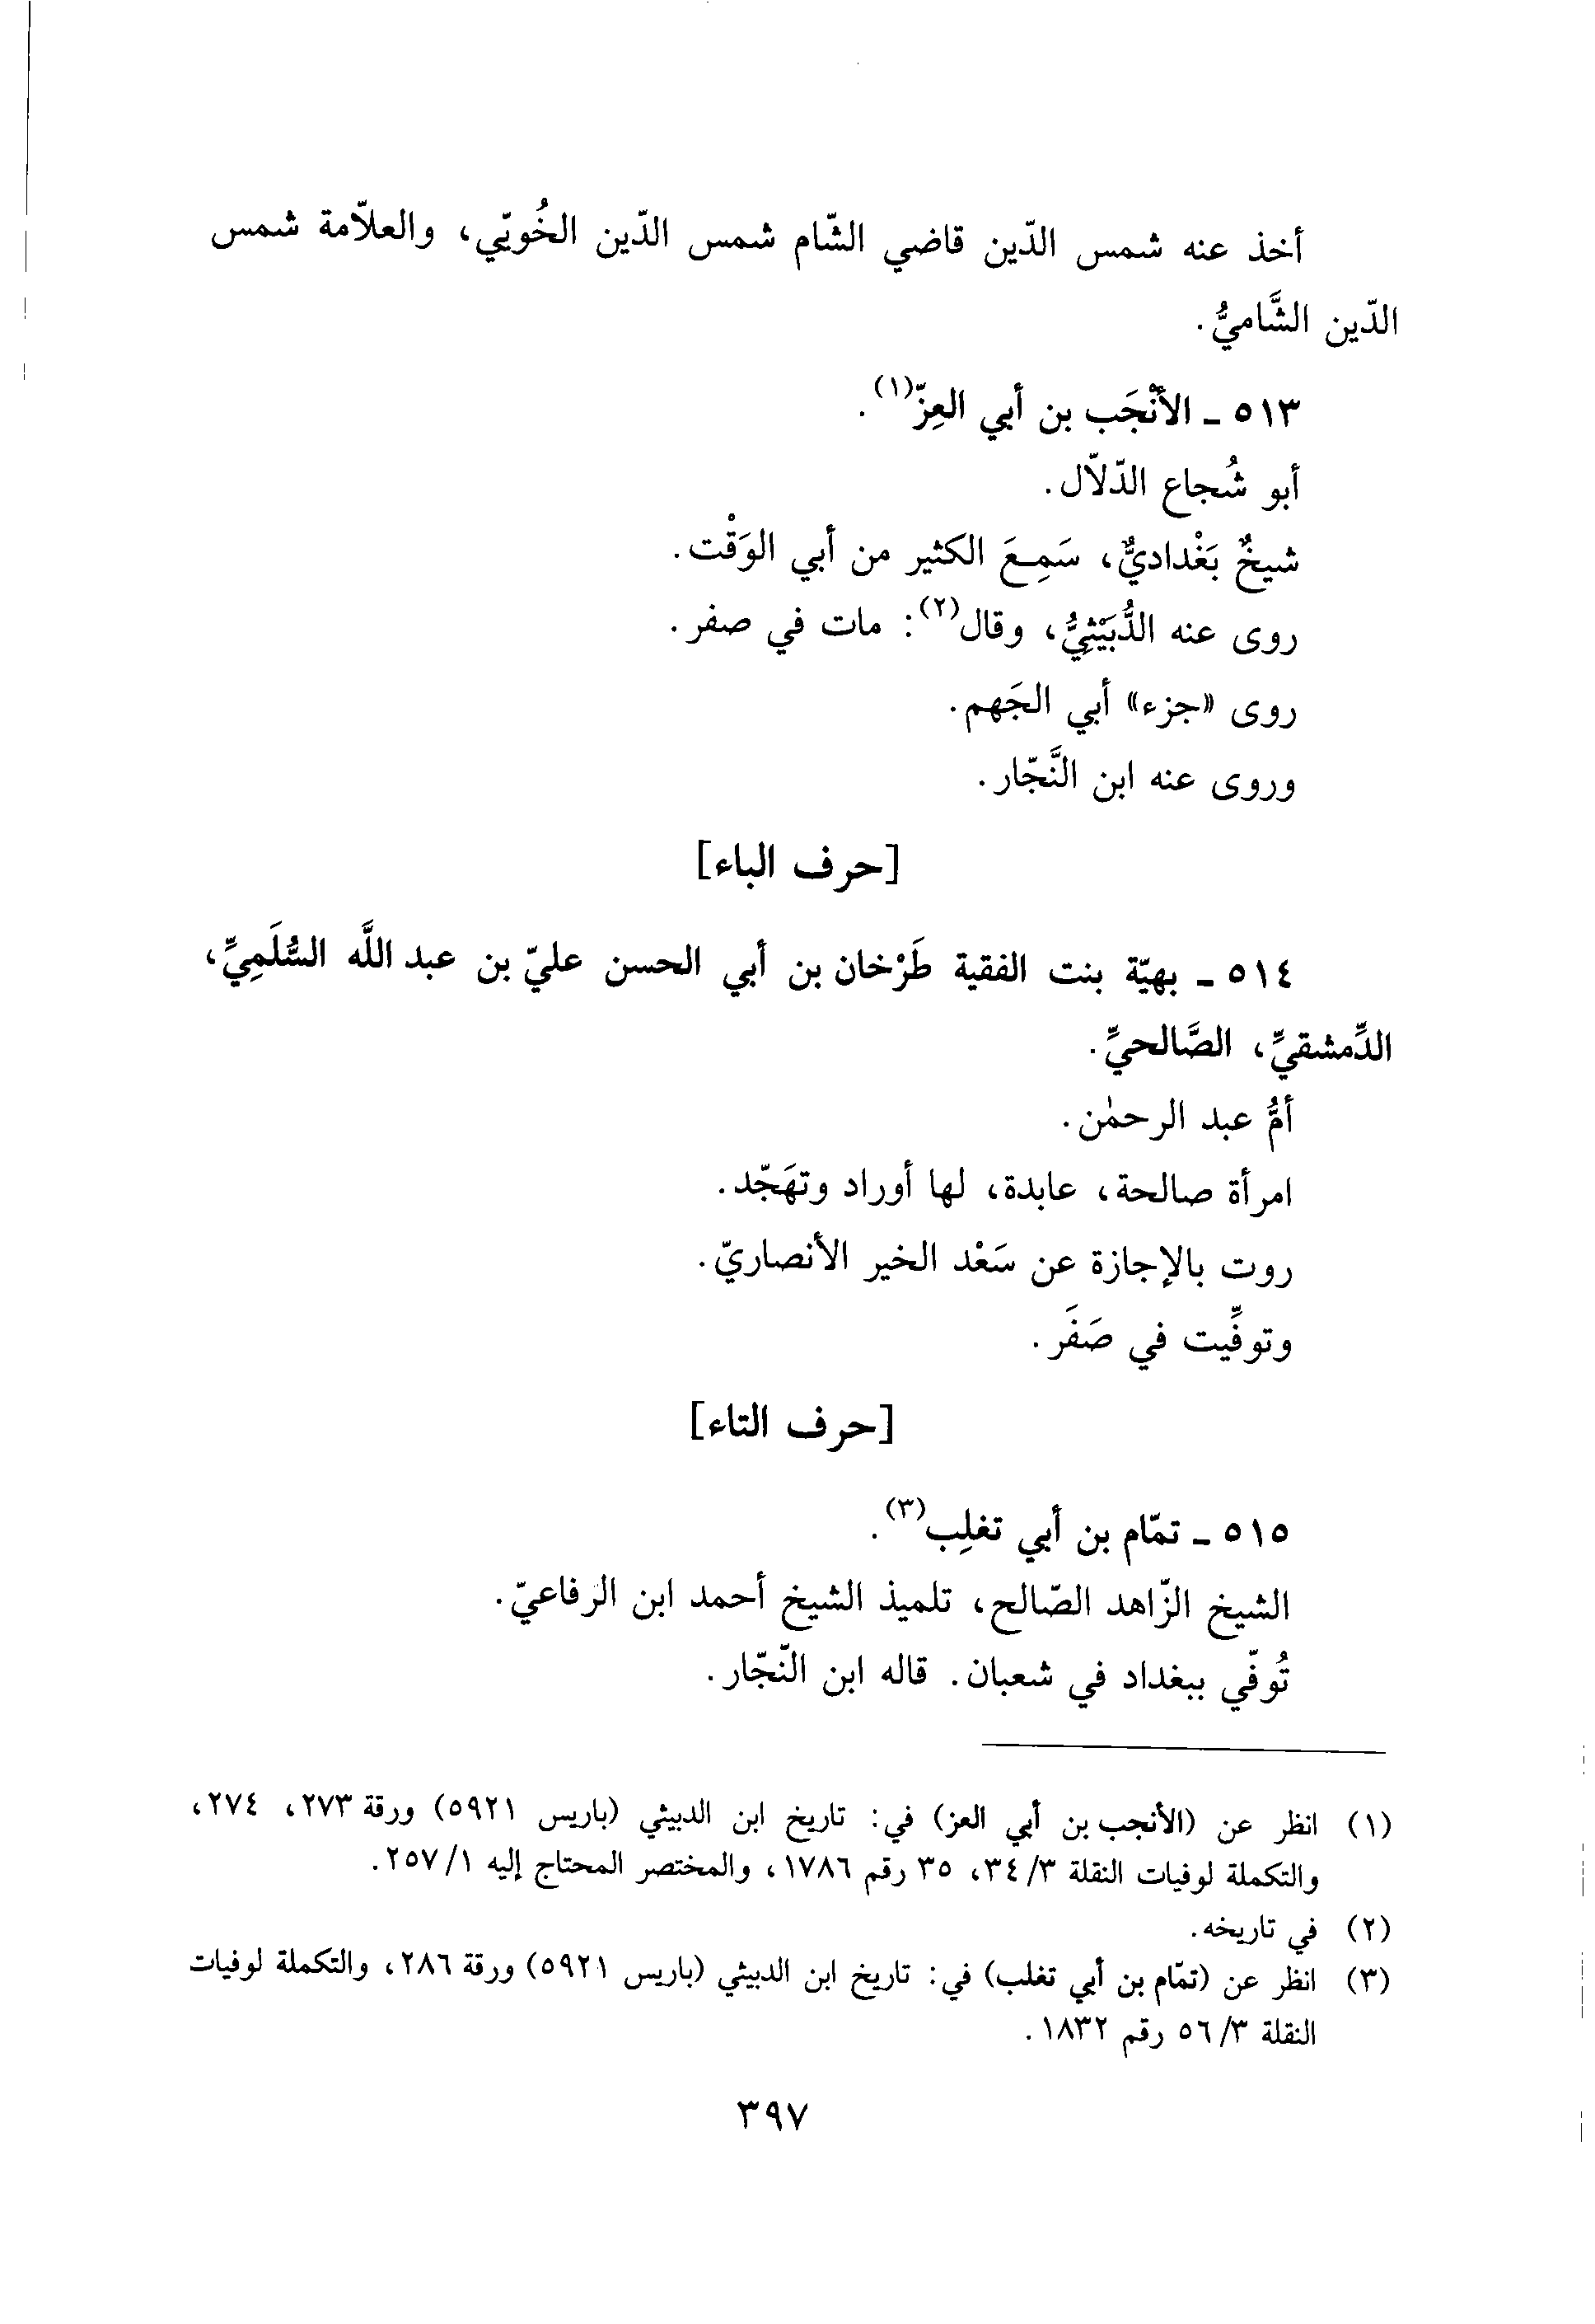 أخذ عنه شمس الدّين قاضي الشّام شمس الدّين الخُويّي، والعلاّمة شمس
الدّين الشَّاميُّ.
٥١٣ - الأنْجَب بن أبي العِزّ(١).
أبو شُجاع الدّلاّل.
شيخٌ بَغْداديٌّ، سَمِعَ الكثير من أبي الوَقْت.
روى عنه الدُّبَيْثِيُّ، وقال(٢): مات في صفر.
روى «جزء» أبي الجَهم.
وروى عنه ابن النَّجّار.
[حرف الباء]
٥١٤ - بهيّة بنت الفقية طَرْخان بن أبي الحسن عليّ بن عبد اللَّه السُّلَمِيِّ،
الدِّمشقيِّ، الصَّالحيِّ.
أمُّ عبد الرحمٰن.
امرأة صالحة، عابدة، لها أوراد وتهَجّد.
روت بالإجازة عن سَعْد الخير الأنصاريّ.
وتوفِّيت في صَفَر.
[حرف التاء]
٥١٥ - تمّام بن أبي تغلِب(٣).
الشيخ الزّاهد الصّالح، تلميذ الشيخ أحمد ابن الرفاعيّ.
تُوفّي ببغداد في شعبان. قاله ابن النّجّار.
(١) انظر عن (الأنجب بن أبي العز) في: تاريخ ابن الدبيثي (باريس ٥٩٢١) ورقة ٢٧٣، ٢٧٤،
والتكملة لوفيات النقلة ٣/ ٣٤، ٣٥ رقم ١٧٨٦، والمختصر المحتاج إليه ١/ ٢٥٧.
(٢) في تاريخه.
(٣) انظر عن (تمّام بن أبي تغلب) في: تاريخ ابن الدبيثي (باريس ٥٩٢١) ورقة ٢٨٦، والتكملة لوفيات
النقلة ٣/ ٥٦ رقم ١٨٣٢.
٣٩٧